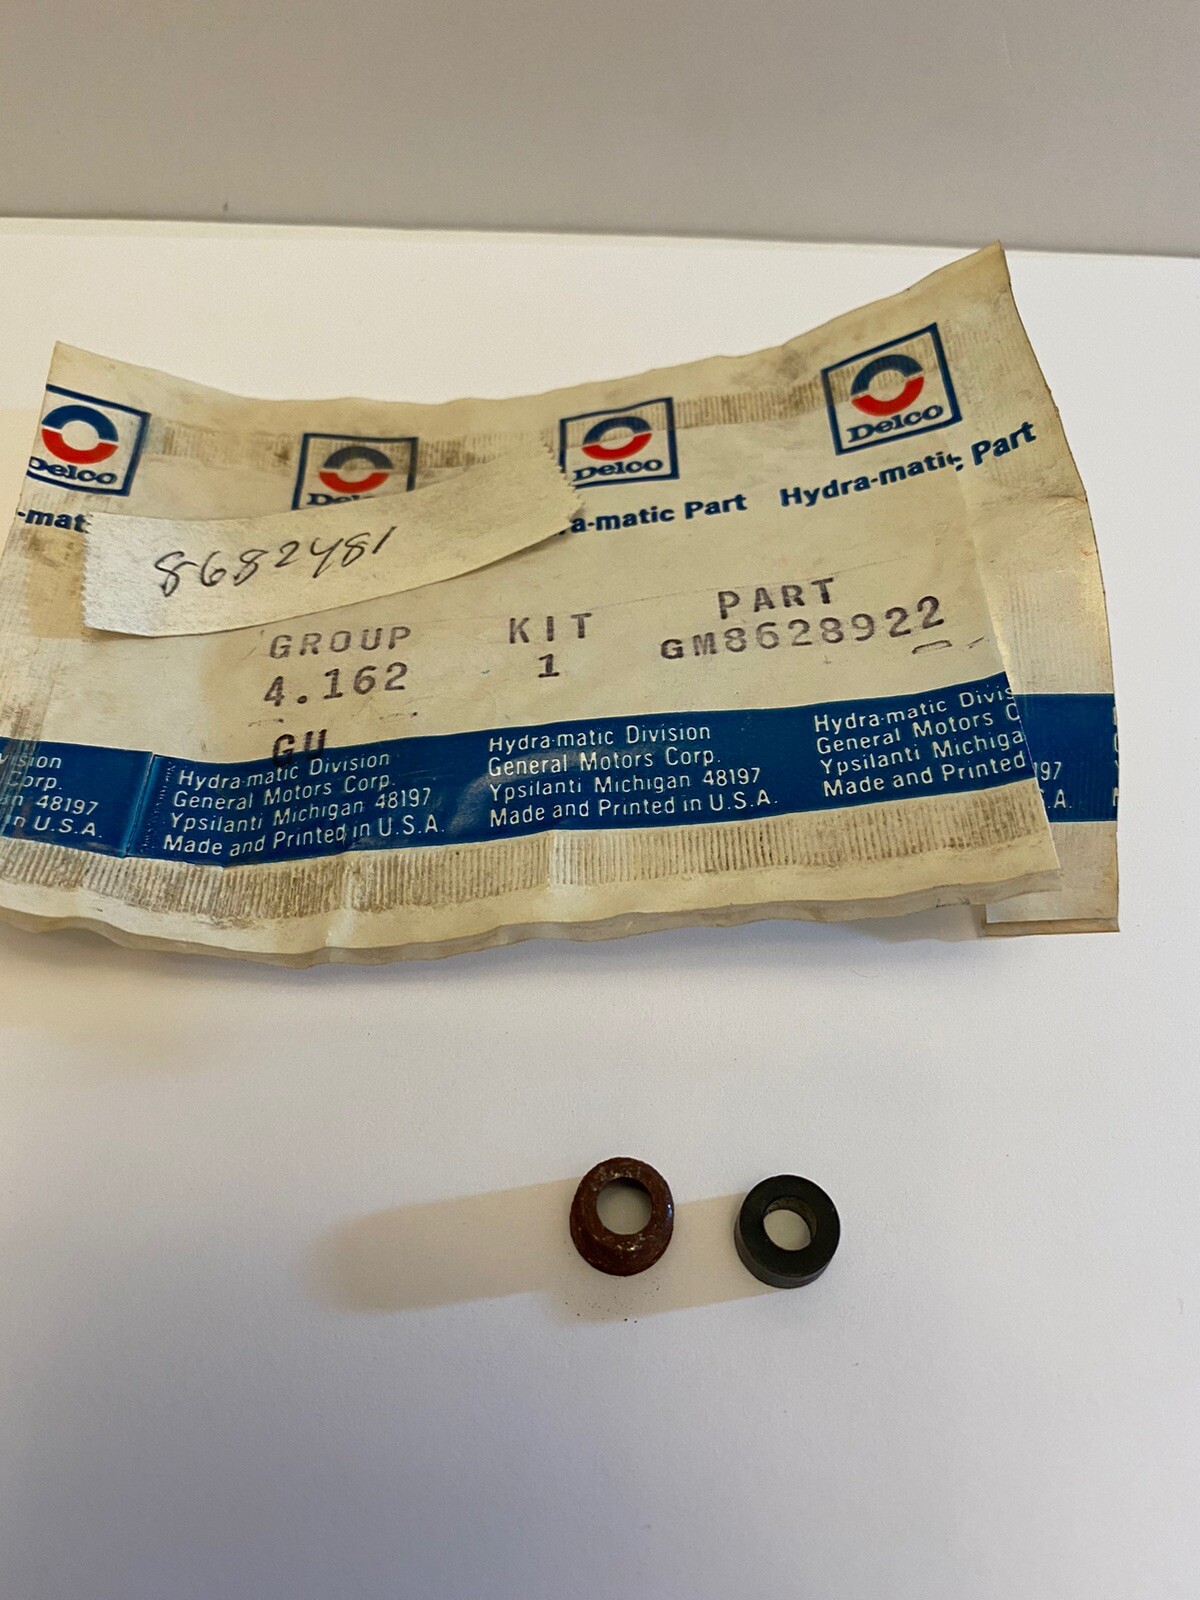 Delco
Delco
Delco
-mat
a-matic Part
Hydra-matic Part
8682481
GROUP KIT PART
4.162 1 GM8628922
GU
Hydra-matic Division
General Motors Corp.
Ypsilanti Michigan 48197
Made and Printed in U.S.A.
Hydra-matic Division
General Motors Corp.
Ypsilanti Michigan 48197
Made and Printed in U.S.A.
Hydra-matic Divis
General Motors C
Ypsilanti Michiga
Made and Printed
vision
Corp.
an 48197
in U.S.A.
197
S.A.